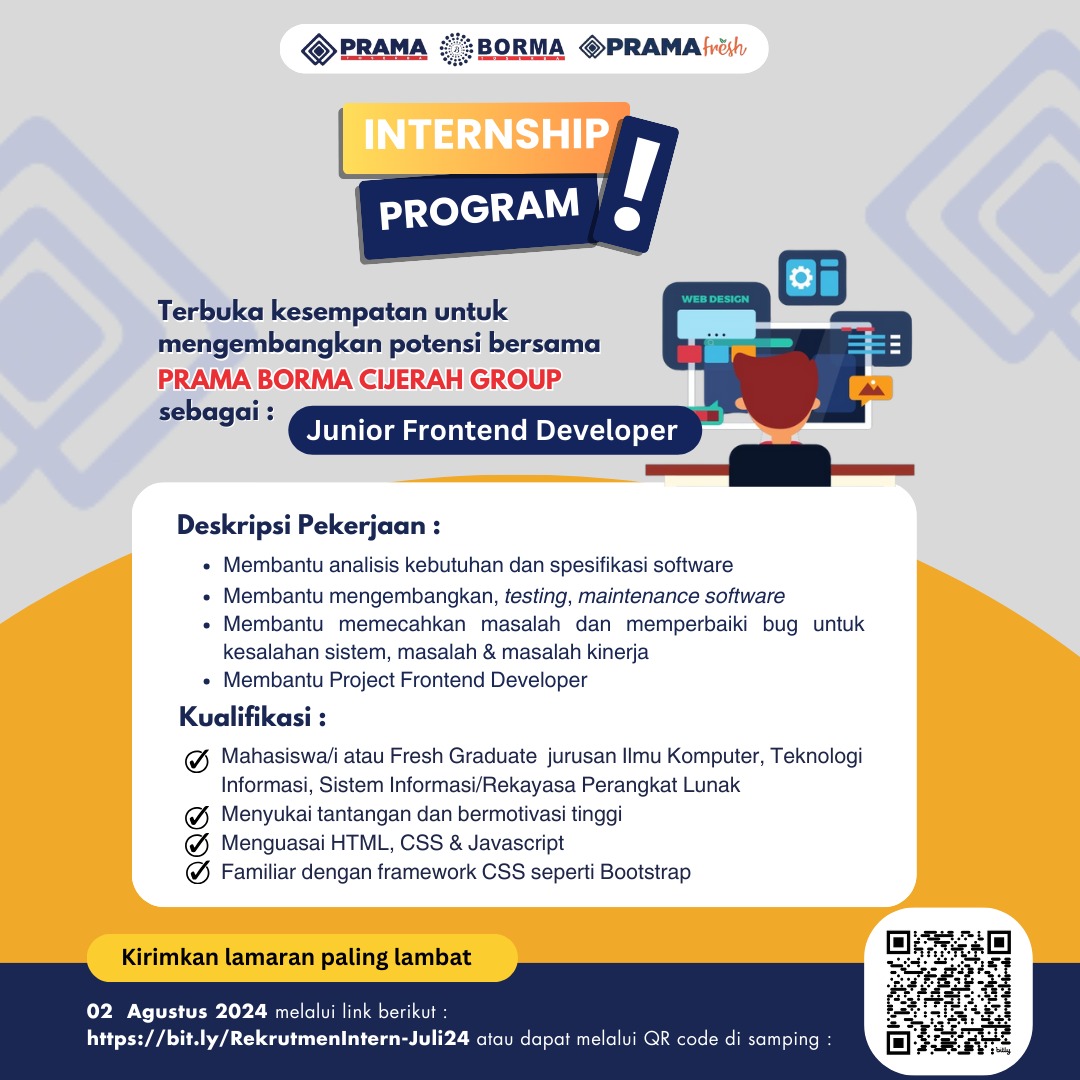 PRAMA BORMA PRAMA fresh
TOSERBA TOSERBA
INTERNSHIP
PROGRAM !
WEB DESIGN
Terbuka kesempatan untuk
mengembangkan potensi bersama
PRAMA BORMA CIJERAH GROUP
sebagai :
Junior Frontend Developer
Deskripsi Pekerjaan :
• Membantu analisis kebutuhan dan spesifikasi software
• Membantu mengembangkan, testing, maintenance software
• Membantu memecahkan masalah dan memperbaiki bug untuk
kesalahan sistem, masalah & masalah kinerja
• Membantu Project Frontend Developer
Kualifikasi :
Mahasiswa/i atau Fresh Graduate jurusan Ilmu Komputer, Teknologi
Informasi, Sistem Informasi/Rekayasa Perangkat Lunak
Menyukai tantangan dan bermotivasi tinggi
Menguasai HTML, CSS & Javascript
Familiar dengan framework CSS seperti Bootstrap
Kirimkan lamaran paling lambat
02 Agustus 2024 melalui link berikut :
https://bit.ly/RekrutmenIntern-Juli24 atau dapat melalui QR code di samping :
bitly